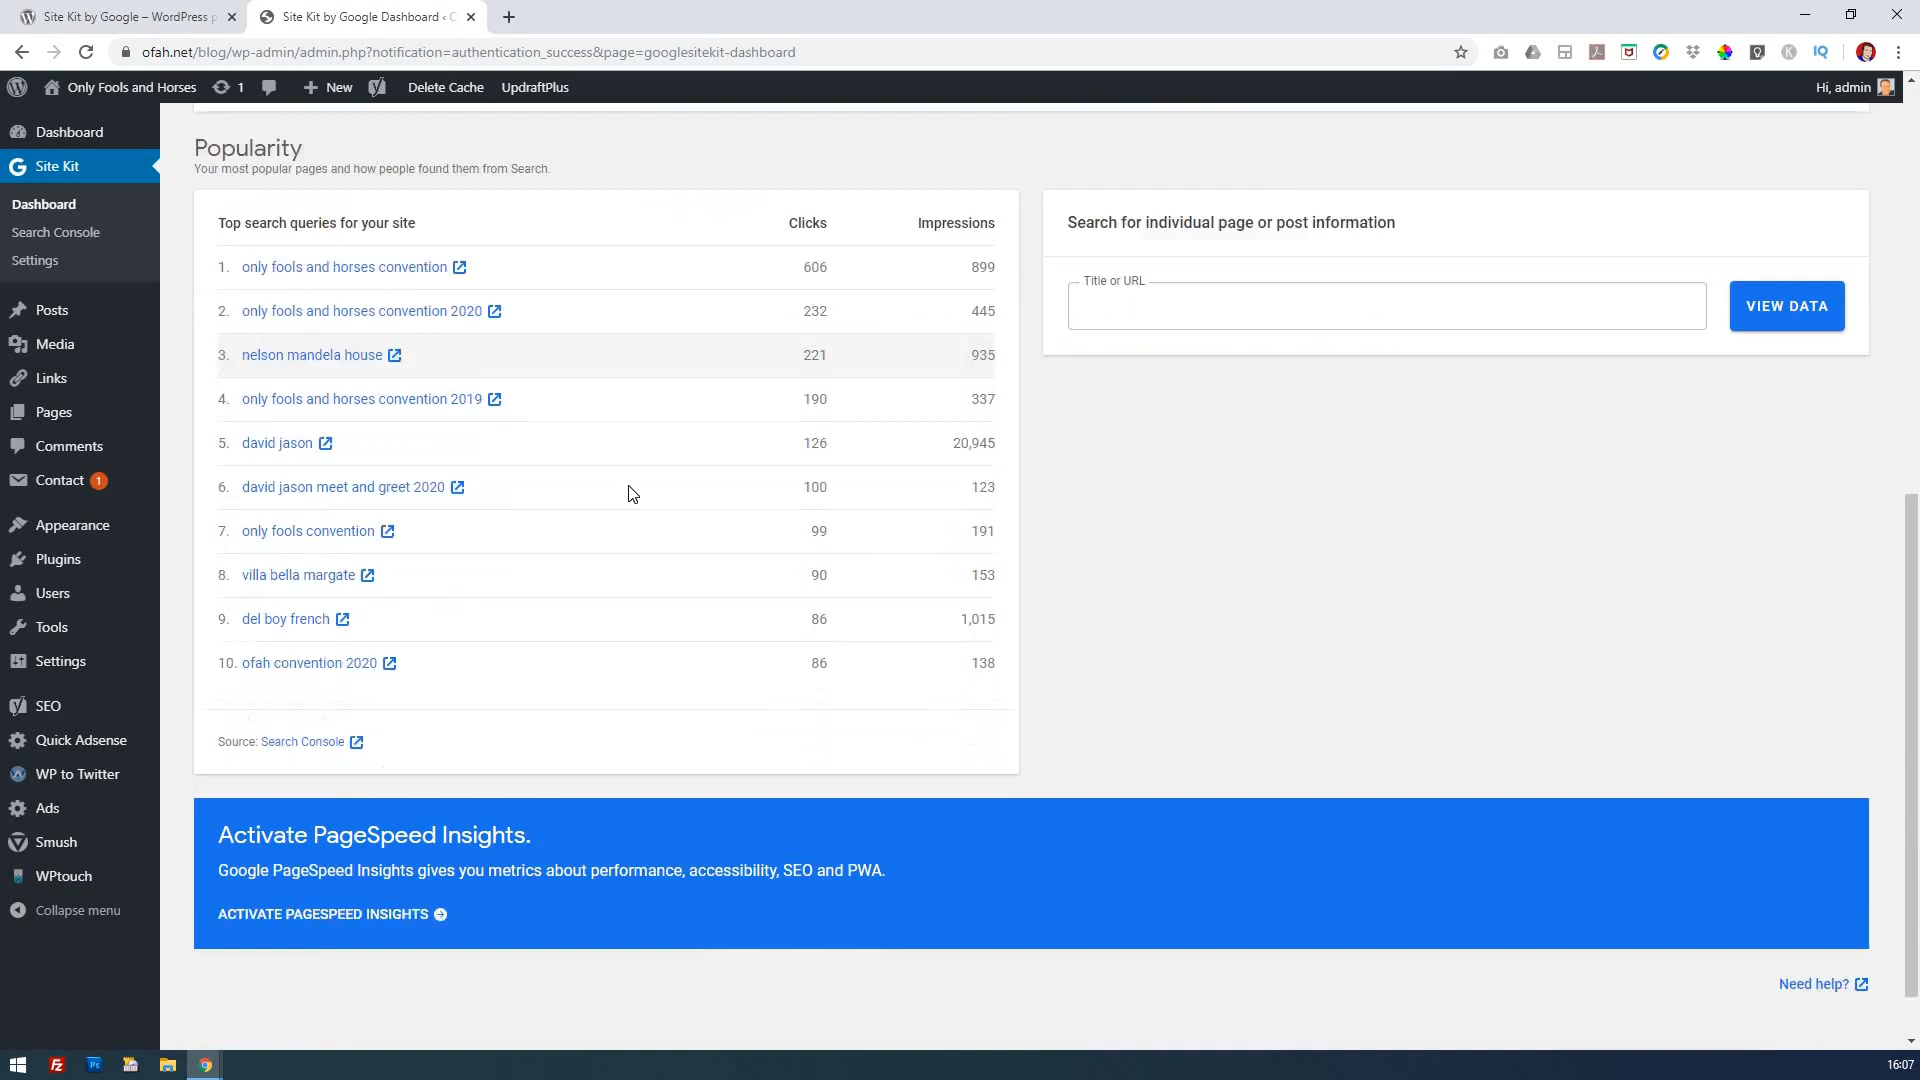 Site Kit by Google – WordPress p
Site Kit by Google Dashboard ‹ O
ofah.net/blog/wp-admin/admin.php?notification=authentication_success&page=googlesitekit-dashboard
Only Fools and Horses
1
New
Delete Cache
UpdraftPlus
Hi, admin
Dashboard
Site Kit
Dashboard
Search Console
Settings
Posts
Media
Links
Pages
Comments
Contact 1
Appearance
Plugins
Users
Tools
Settings
SEO
Quick Adsense
WP to Twitter
Ads
Smush
WPtouch
Collapse menu
Popularity
Your most popular pages and how people found them from Search.
Top search queries for your site Clicks Impressions
1. only fools and horses convention 606 899
2. only fools and horses convention 2020 232 445
3. nelson mandela house 221 935
4. only fools and horses convention 2019 190 337
5. david jason 126 20,945
6. david jason meet and greet 2020 100 123
7. only fools convention 99 191
8. villa bella margate 90 153
9. del boy french 86 1,015
10. ofah convention 2020 86 138
Source: Search Console
Search for individual page or post information
Title or URL
VIEW DATA
Activate PageSpeed Insights.
Google PageSpeed Insights gives you metrics about performance, accessibility, SEO and PWA.
ACTIVATE PAGESPEED INSIGHTS
Need help?
Fz
Ps
16:07